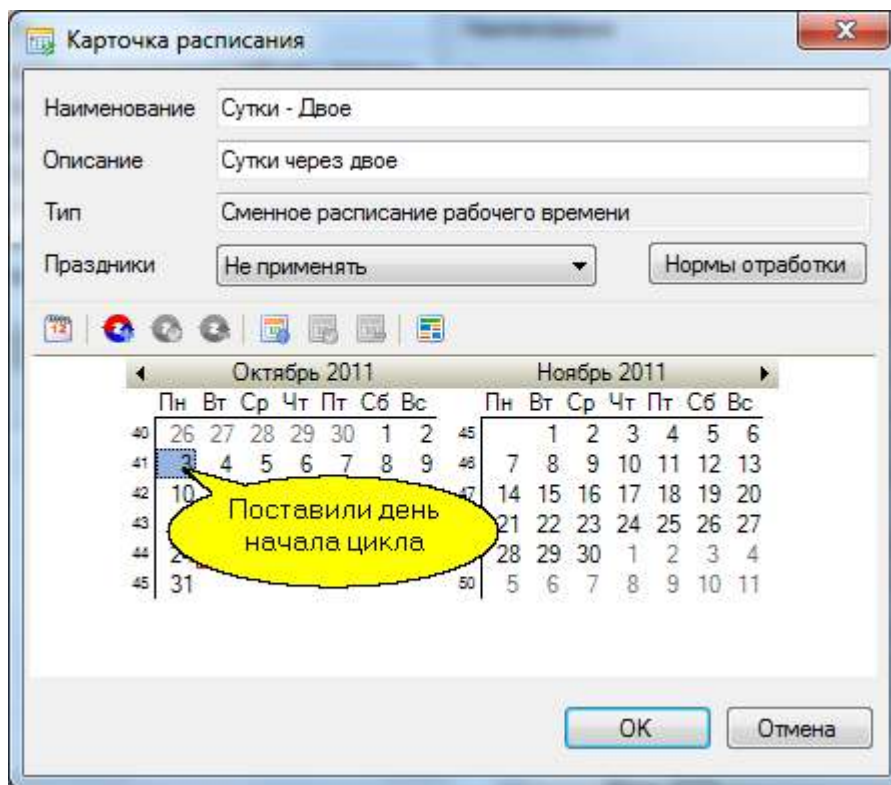 Карточка расписания
Наименование Сутки - Двое
Описание Сутки через двое
Тип Сменное расписание рабочего времени
Праздники Не применять Нормы отработки
12
Октябрь 2011 Ноябрь 2011
Пн Вт Ср Чт Пт Сб Вс Пн Вт Ср Чт Пт Сб Вс
40 26 27 28 29 30 1 2 45 1 2 3 4 5 6
41 3 4 5 6 7 8 9 46 7 8 9 10 11 12 13
42 10 47 14 15 16 17 18 19 20
43 21 22 23 24 25 26 27
44 28 29 30 1 2 3 4
45 31 50 5 6 7 8 9 10 11
Поставили день
начала цикла
OK Отмена